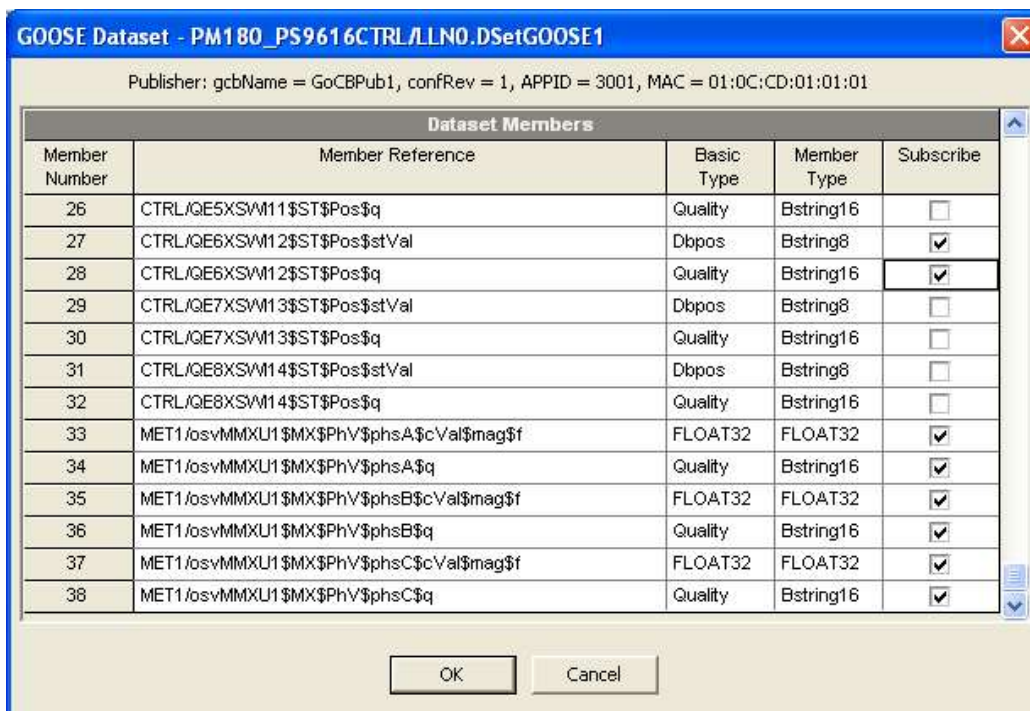 GOOSE Dataset - PM180_PS9616CTRL/LLN0.DSetGOOSE1
Publisher: gcbName = GoCBPub1, confRev = 1, APPID = 3001, MAC = 01:0C:CD:01:01:01
Dataset Members
Member Number Member Reference Basic Type Member Type Subscribe
26 CTRL/QE5XSWI11$ST$Pos$q Quality Bstring16
27 CTRL/QE6XSWI12$ST$Pos$stVal Dbpos Bstring8
28 CTRL/QE6XSWI12$ST$Pos$q Quality Bstring16
29 CTRL/QE7XSWI13$ST$Pos$stVal Dbpos Bstring8
30 CTRL/QE7XSWI13$ST$Pos$q Quality Bstring16
31 CTRL/QE8XSWI14$ST$Pos$stVal Dbpos Bstring8
32 CTRL/QE8XSWI14$ST$Pos$q Quality Bstring16
33 MET1/osvMMXU1$MX$PhV$phsA$cVal$mag$f FLOAT32 FLOAT32
34 MET1/osvMMXU1$MX$PhV$phsA$q Quality Bstring16
35 MET1/osvMMXU1$MX$PhV$phsB$cVal$mag$f FLOAT32 FLOAT32
36 MET1/osvMMXU1$MX$PhV$phsB$q Quality Bstring16
37 MET1/osvMMXU1$MX$PhV$phsC$cVal$mag$f FLOAT32 FLOAT32
38 MET1/osvMMXU1$MX$PhV$phsC$q Quality Bstring16
OK Cancel